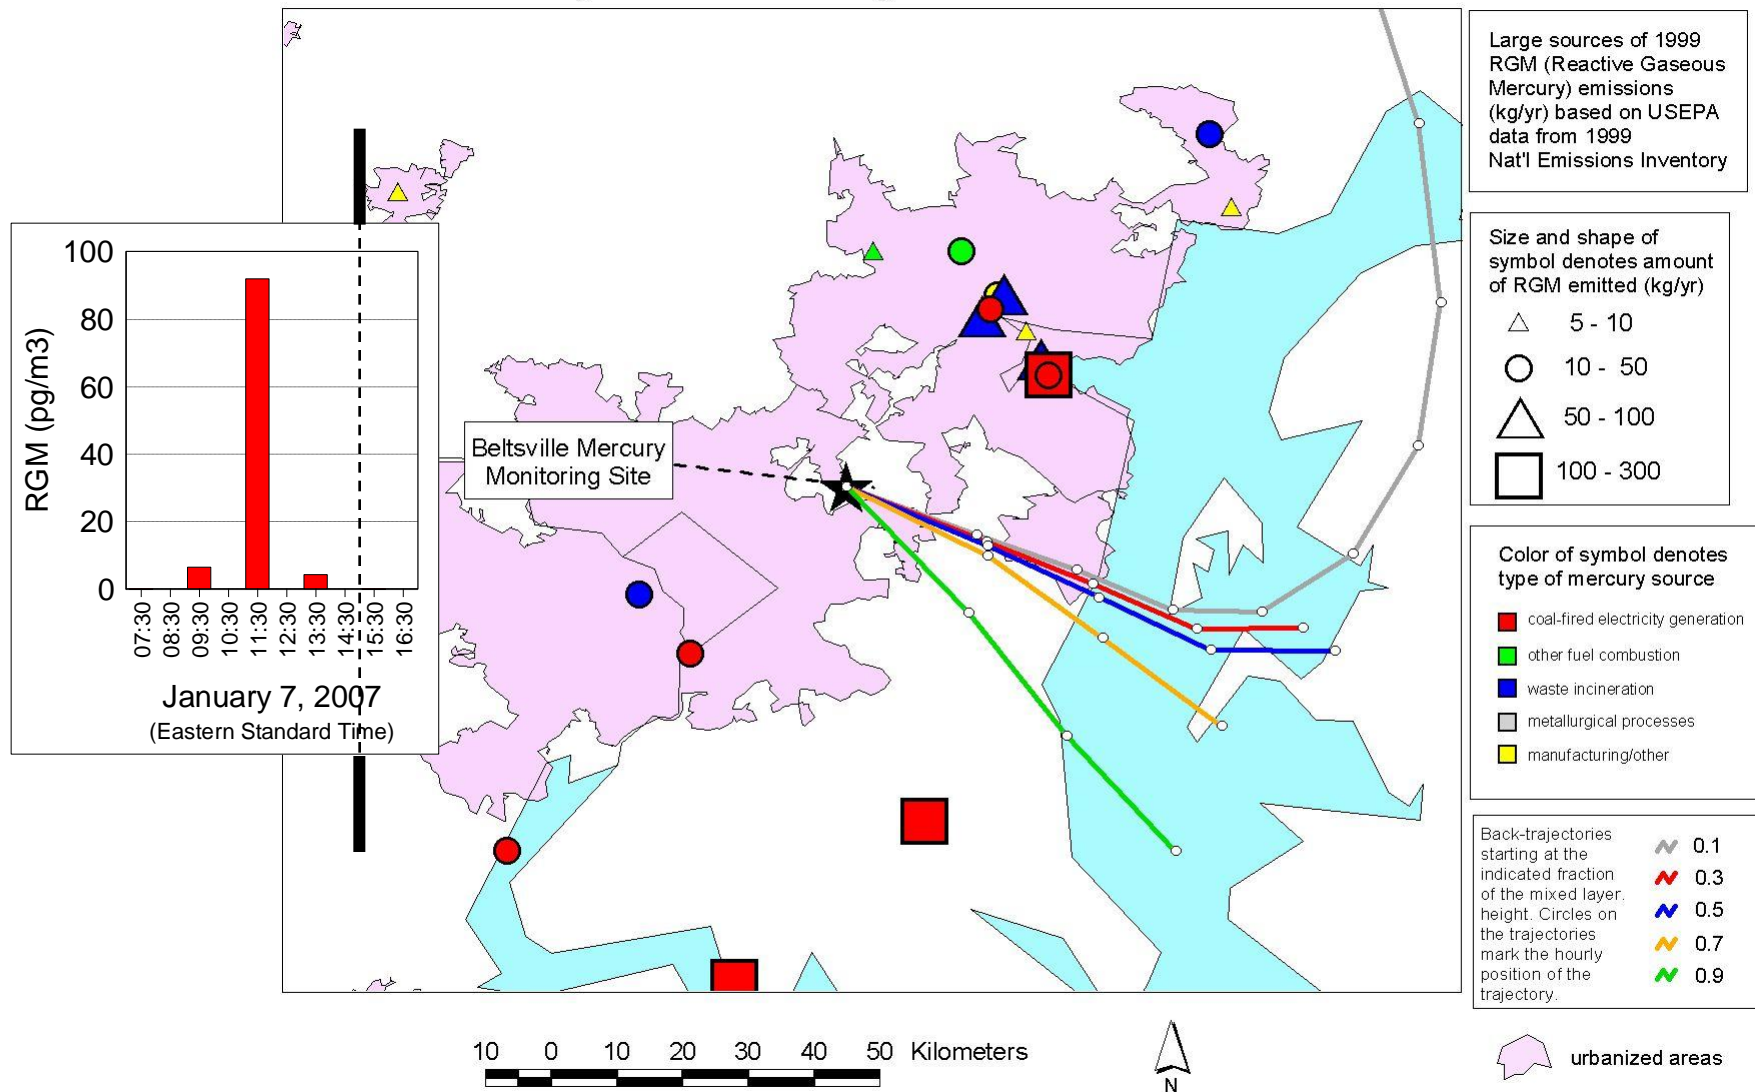 Large sources of 1999
RGM (Reactive Gaseous
Mercury) emissions
(kg/yr) based on USEPA
data from 1999
Nat'l Emissions Inventory
Size and shape of
symbol denotes amount
of RGM emitted (kg/yr)
5 - 10
10 - 50
50 - 100
100 - 300
Color of symbol denotes
type of mercury source
coal-fired electricity generation
other fuel combustion
waste incineration
metallurgical processes
manufacturing/other
Back-trajectories
starting at the
indicated fraction
of the mixed layer.
height. Circles on
the trajectories
mark the hourly
position of the
trajectory.
0.1
0.3
0.5
0.7
0.9
urbanized areas
Beltsville Mercury
Monitoring Site
RGM (pg/m3)
100
80
60
40
20
0
07:30
08:30
09:30
10:30
11:30
12:30
13:30
14:30
15:30
16:30
January 7, 2007
(Eastern Standard Time)
10 0 10 20 30 40 50 Kilometers
N